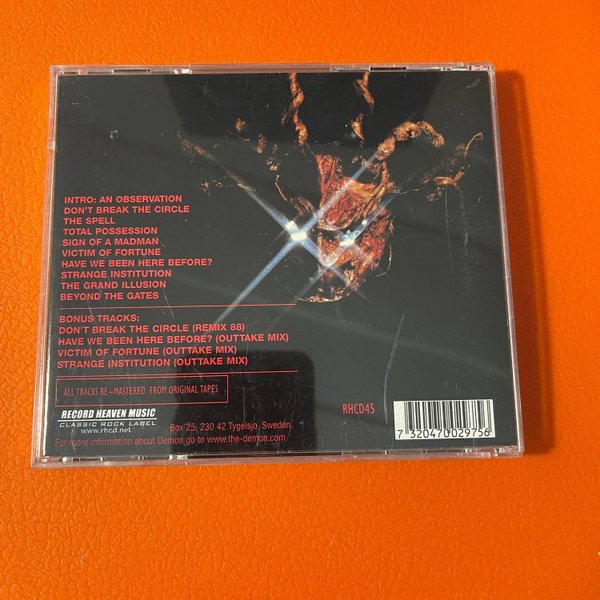 INTRO: AN OBSERVATION
DON'T BREAK THE CIRCLE
THE SPELL
TOTAL POSSESSION
SIGN OF A MADMAN
VICTIM OF FORTUNE
HAVE WE BEEN HERE BEFORE?
STRANGE INSTITUTION
THE GRAND ILLUSION
BEYOND THE GATES
BONUS TRACKS:
DON'T BREAK THE CIRCLE (REMIX 88)
HAVE WE BEEN HERE BEFORE? (OUTTAKE MIX)
VICTIM OF FORTUNE (OUTTAKE MIX)
STRANGE INSTITUTION (OUTTAKE MIX)
ALL TRACKS RE-MASTERED FROM ORIGINAL TAPES
RHCD45
RECORD HEAVEN MUSIC
CLASSIC ROCK LABEL
www.rhcd.net
Box 25, 230 42 Tygelsjo, Sweden.
For more information about Demon go to www.the-demon.com
7 320470 029756